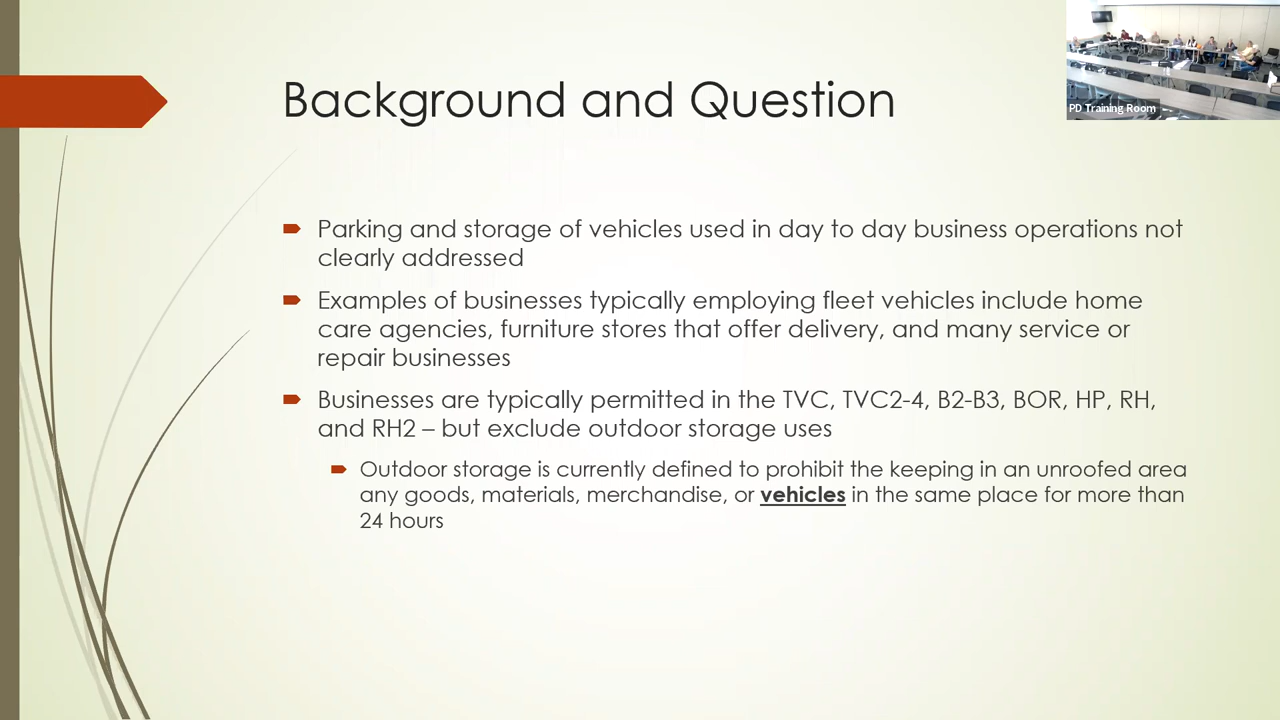 Background and Question
PD Training Room
Parking and storage of vehicles used in day to day business operations not
clearly addressed
Examples of businesses typically employing fleet vehicles include home
care agencies, furniture stores that offer delivery, and many service or
repair businesses
Businesses are typically permitted in the TVC, TVC2-4, B2-B3, BOR, HP, RH,
and RH2 – but exclude outdoor storage uses
Outdoor storage is currently defined to prohibit the keeping in an unroofed area
any goods, materials, merchandise, or vehicles in the same place for more than
24 hours